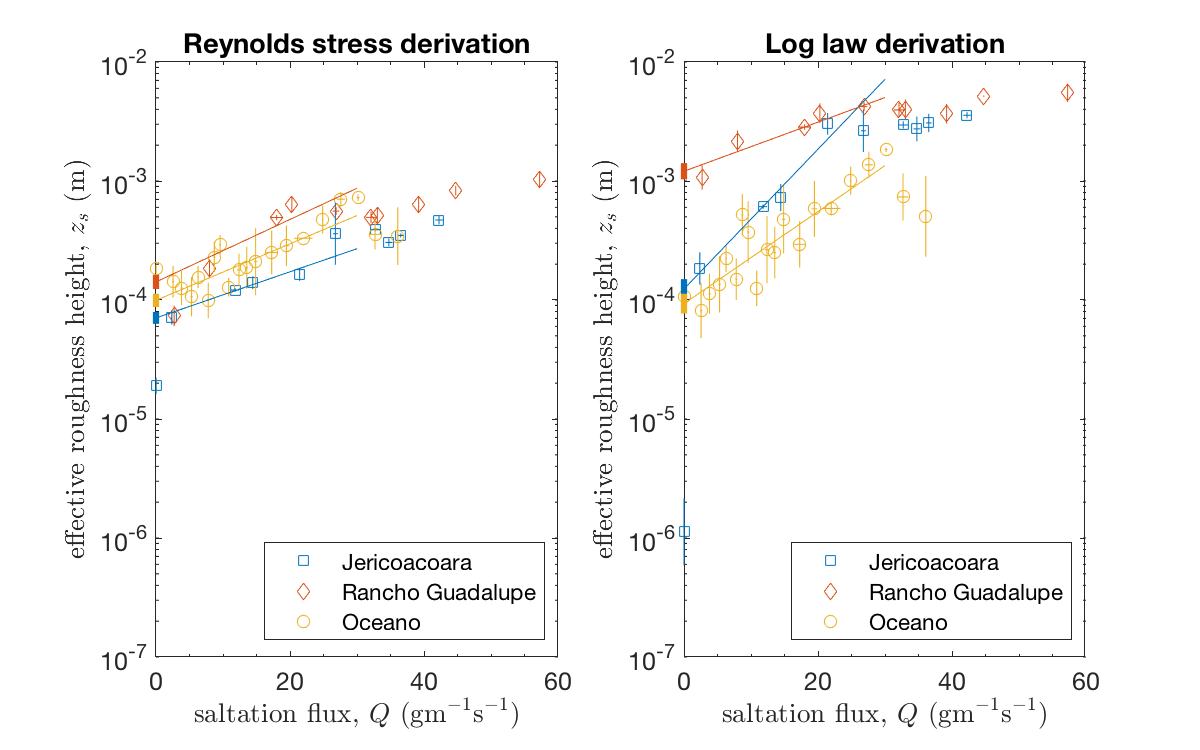 Reynolds stress derivation
10^-2
10^-3
10^-4
10^-5
10^-6
10^-7
effective roughness height, z_s (m)
Jericoacoara
Rancho Guadalupe
Oceano
0 20 40 60
saltation flux, Q (gm^−1s^−1)
Log law derivation
10^-2
10^-3
10^-4
10^-5
10^-6
10^-7
effective roughness height, z_s (m)
Jericoacoara
Rancho Guadalupe
Oceano
0 20 40 60
saltation flux, Q (gm^−1s^−1)